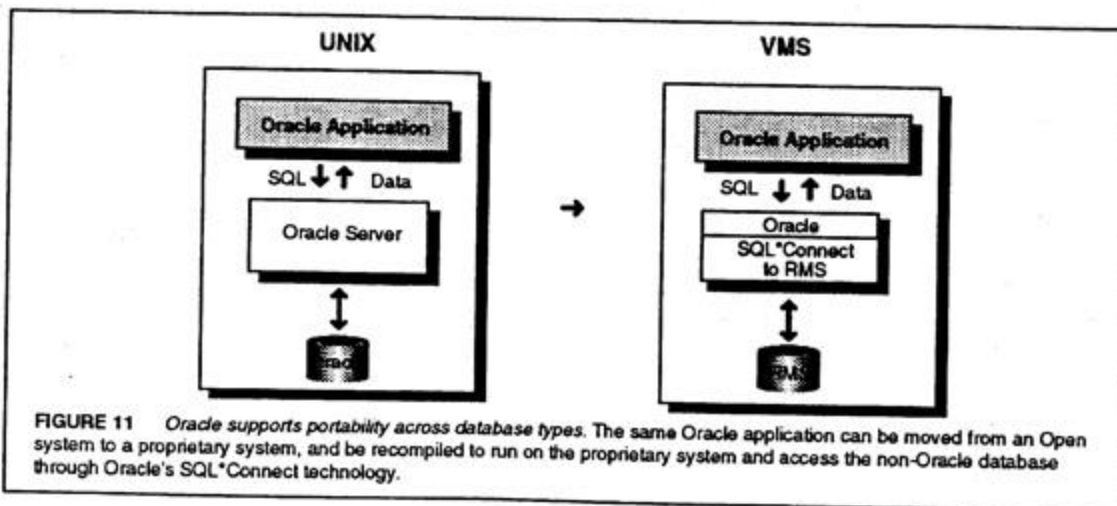 UNIX
VMS
Oracle Application
SQL Data
Oracle Server
Oracle Application
SQL Data
Oracle
SQL*Connect
to RMS
RMS
FIGURE 11 Oracle supports portability across database types. The same Oracle application can be moved from an Open
system to a proprietary system, and be recompiled to run on the proprietary system and access the non-Oracle database
through Oracle's SQL*Connect technology.